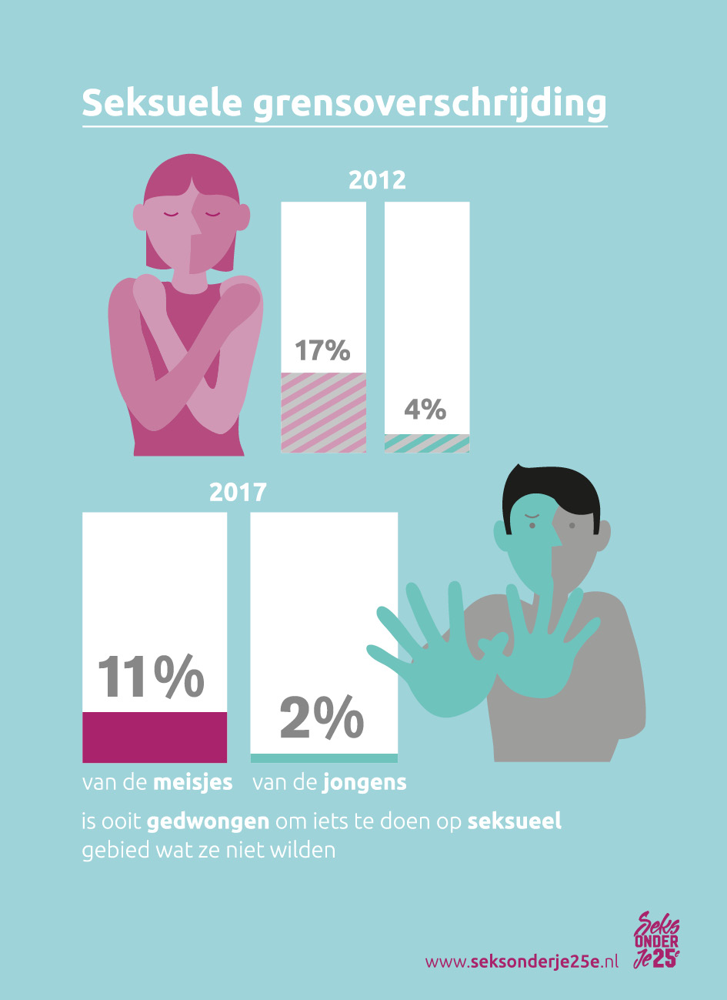 Seksuele grensoverschrijding
2012
17%
4%
2017
11%
2%
van de meisjes
van de jongens
is ooit gedwongen om iets te doen op seksueel
gebied wat ze niet wilden
www.seksonderje25e.nl
Seks
ONDER
Je 25e